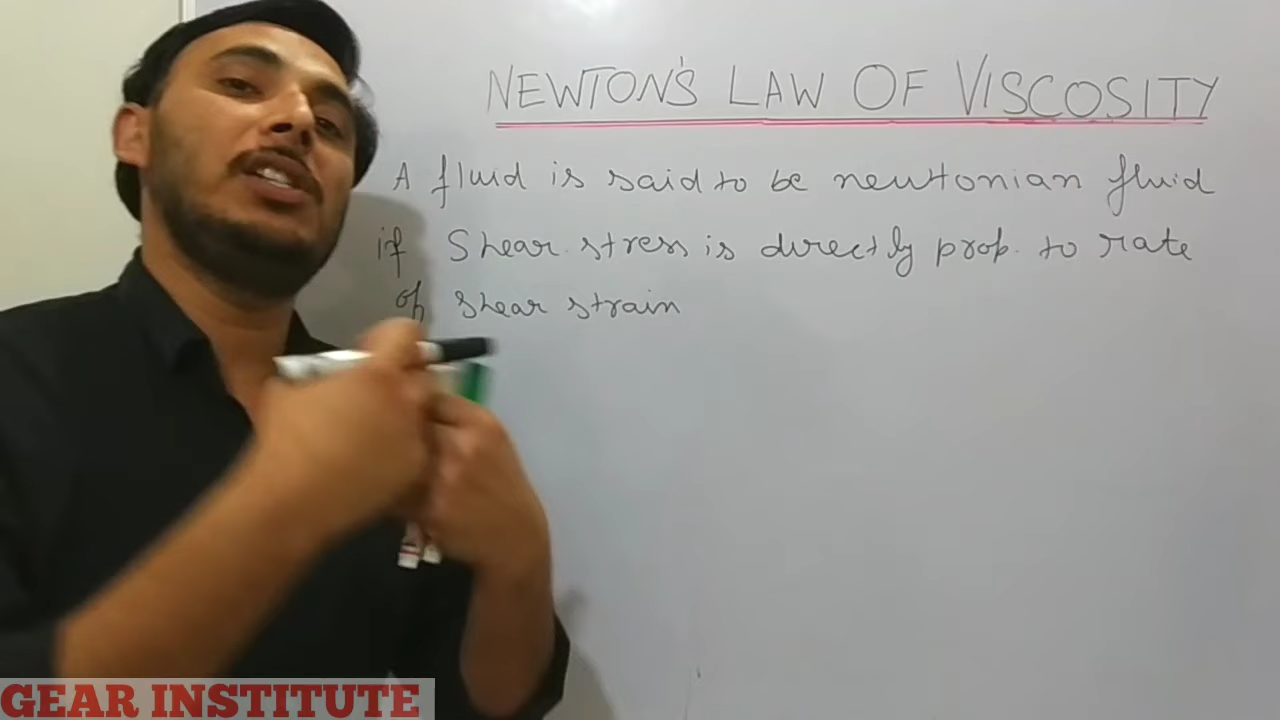 NEWTON'S LAW OF VISCOSITY
A fluid is said to be newtonian fluid
if Shear stress is directly prop. to rate
of shear strain
GEAR INSTITUTE